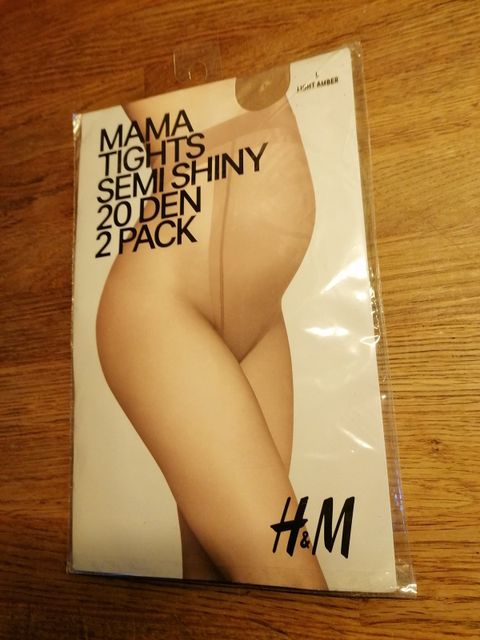 L
LIGHT AMBER
MAMA
TIGHTS
SEMI SHINY
20 DEN
2 PACK
H&M